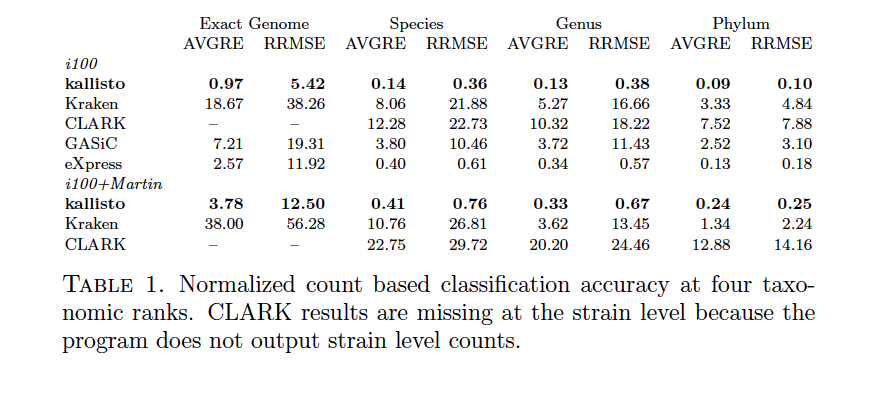 Exact Genome Species Genus Phylum
AVGRE RRMSE AVGRE RRMSE AVGRE RRMSE AVGRE RRMSE
i100
kallisto 0.97 5.42 0.14 0.36 0.13 0.38 0.09 0.10
Kraken 18.67 38.26 8.06 21.88 5.27 16.66 3.33 4.84
CLARK – – 12.28 22.73 10.32 18.22 7.52 7.88
GASiC 7.21 19.31 3.80 10.46 3.72 11.43 2.52 3.10
eXpress 2.57 11.92 0.40 0.61 0.34 0.57 0.13 0.18
i100+Martin
kallisto 3.78 12.50 0.41 0.76 0.33 0.67 0.24 0.25
Kraken 38.00 56.28 10.76 26.81 3.62 13.45 1.34 2.24
CLARK – – 22.75 29.72 20.20 24.46 12.88 14.16
TABLE 1. Normalized count based classification accuracy at four taxo-
nomic ranks. CLARK results are missing at the strain level because the
program does not output strain level counts.